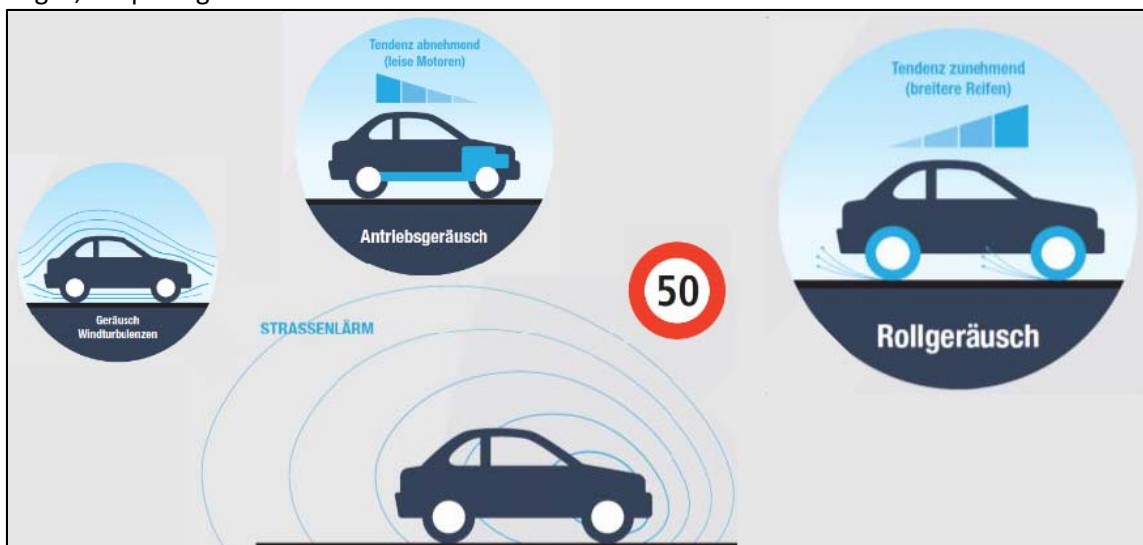 Tendenz abnehmend
(leise Motoren)
Antriebsgeräusch
Tendenz zunehmend
(breitere Reifen)
Rollgeräusch
Geräusch
Windturbulenzen
50
STRASSENLÄRM